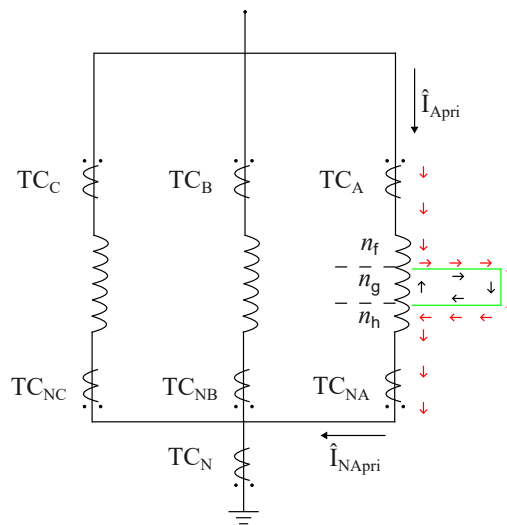 Î_Apri
TC_C
TC_B
TC_A
n_f
n_g
n_h
TC_NC
TC_NB
TC_NA
TC_N
Î_NApri